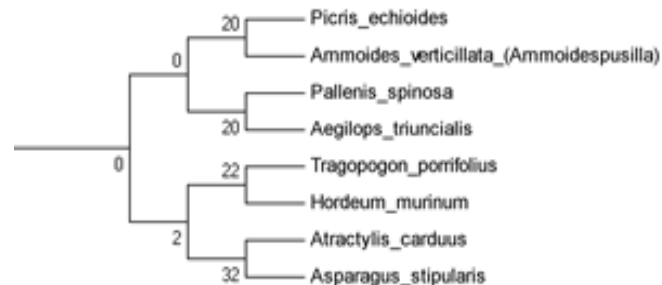 20
Picris_echioides
Ammoides_verticillata_(Ammoidespusilla)
0
Pallenis_spinosa
20
Aegilops_triuncialis
0
Tragopogon_porrifolius
22
Hordeum_murinum
2
Atractylis_carduus
32
Asparagus_stipularis